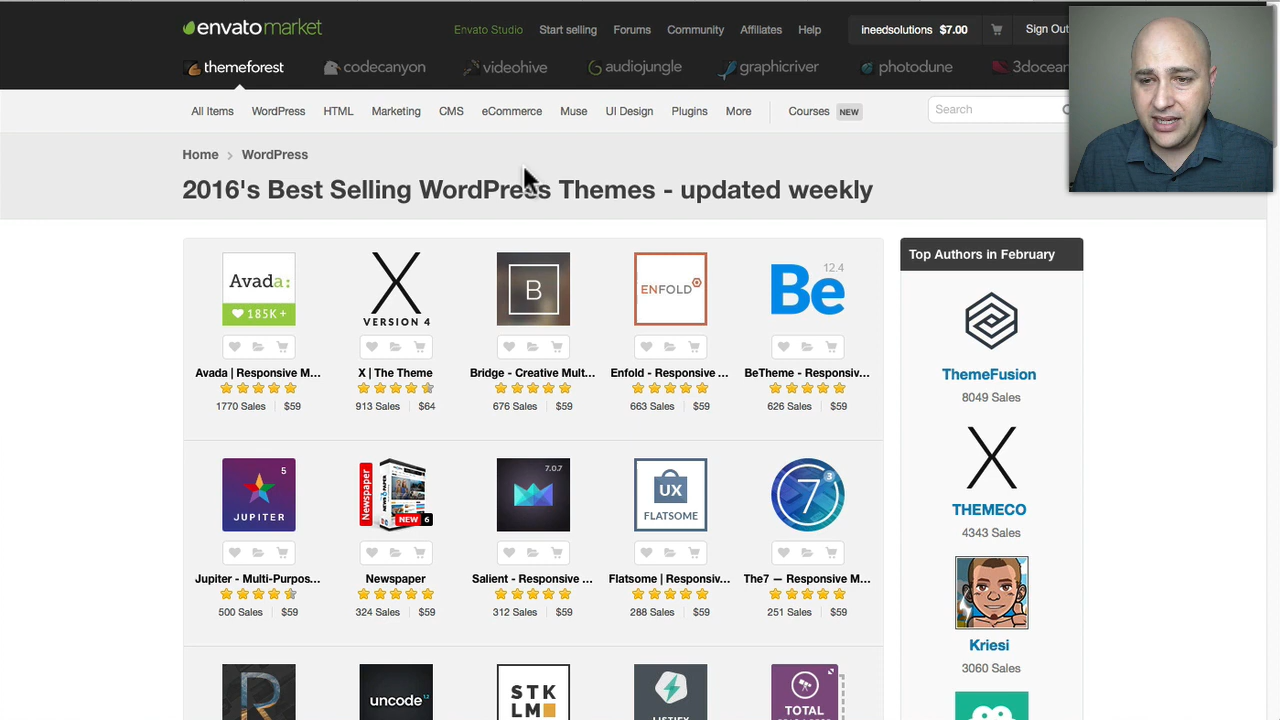 envatomarket
Envato Studio Start selling Forums Community Affiliates Help ineedsolutions $7.00 Sign Out
themeforest codecanyon videohive audiojungle graphicriver photodune 3docean
All Items WordPress HTML Marketing CMS eCommerce Muse UI Design Plugins More Courses NEW Search
Home > WordPress
2016's Best Selling WordPress Themes - updated weekly
Top Authors in February
Avada:
185K +
X
VERSION 4
B
ENFOLD
12.4
Be
Avada | Responsive M... X | The Theme Bridge - Creative Mult... Enfold - Responsive ... BeTheme - Responsiv...
1770 Sales $59 913 Sales $64 676 Sales $59 663 Sales $59 626 Sales $59
ThemeFusion
8049 Sales
5
JUPITER
Newspaper
NEW 6
7.0.7
UX
FLATSOME
7
3
X
THEMECO
4343 Sales
Jupiter - Multi-Purpos... Newspaper Salient - Responsive ... Flatsome | Responsiv... The7 — Responsive M...
500 Sales $59 324 Sales $59 312 Sales $59 288 Sales $59 251 Sales $59
Kriesi
3060 Sales
R
uncode
STK
LM
TOTAL